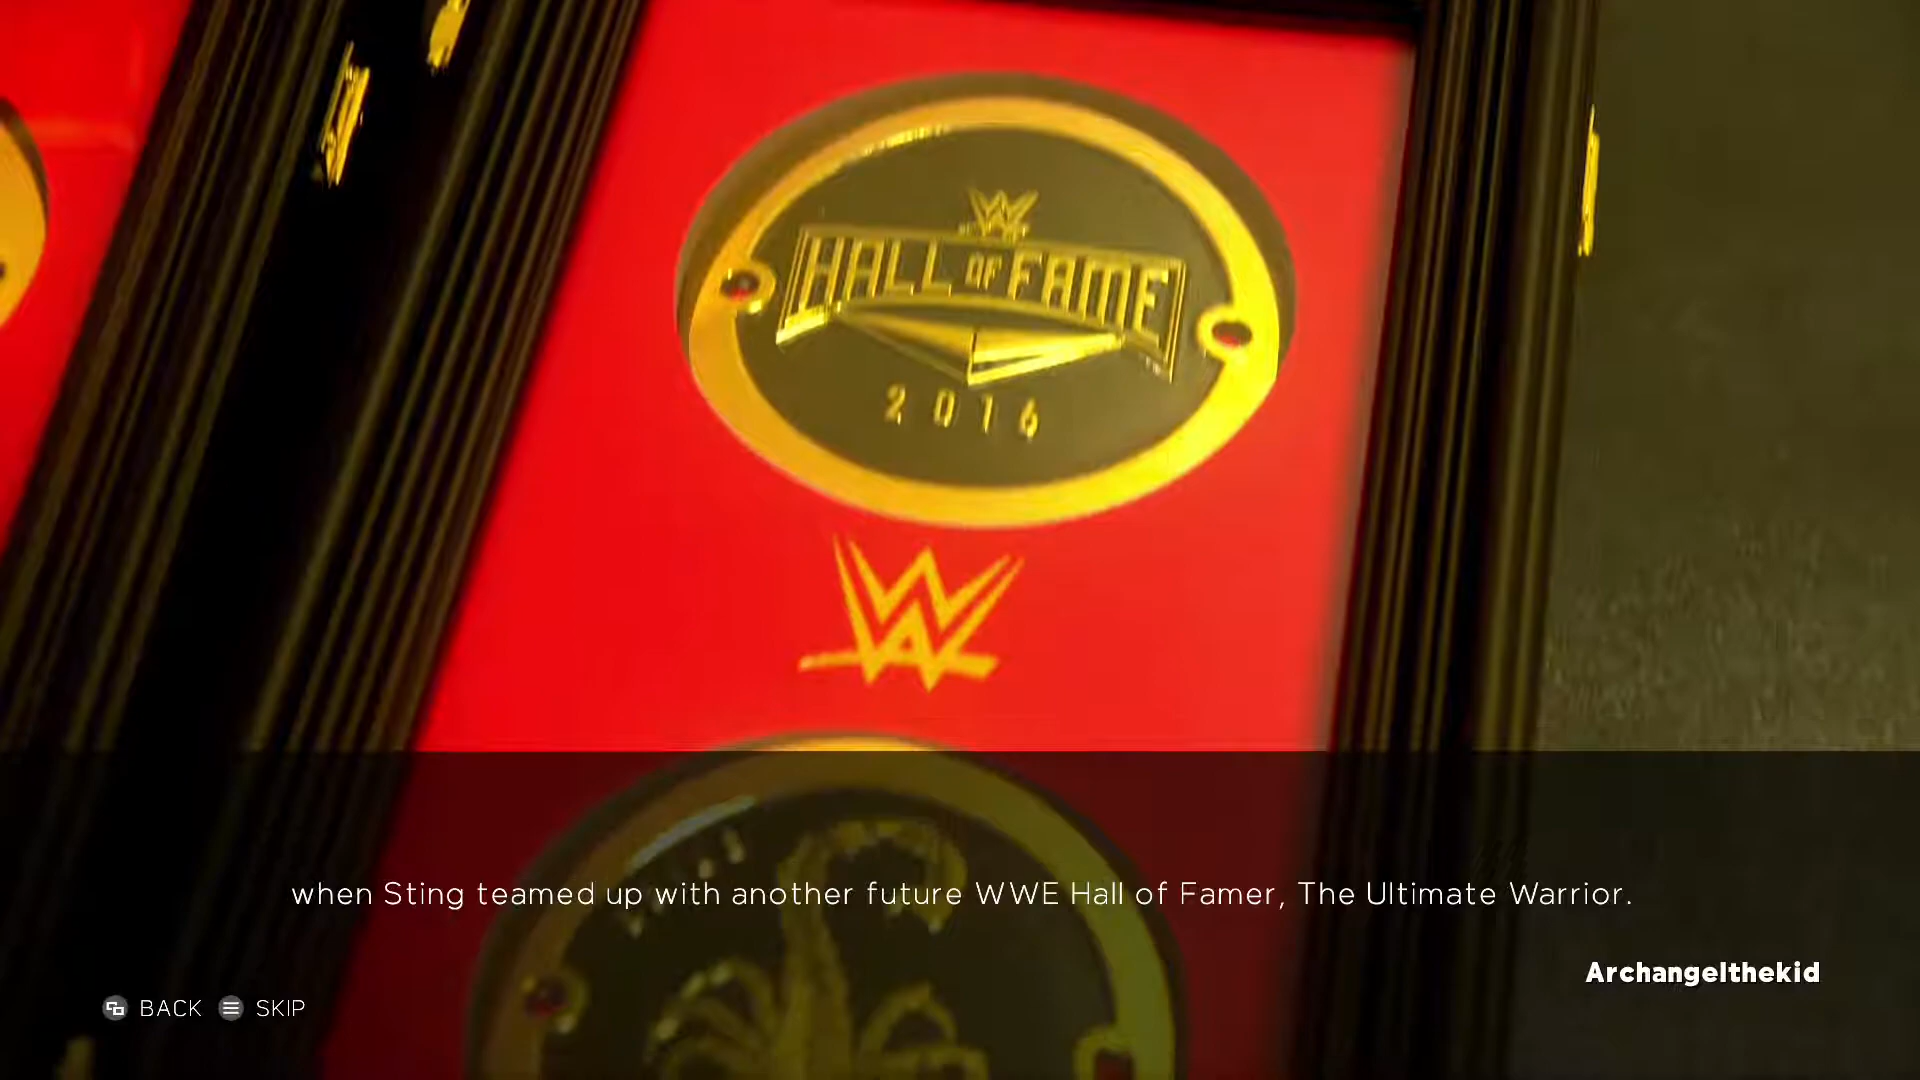 W
HALL OF FAME
2016
W
when Sting teamed up with another future WWE Hall of Famer, The Ultimate Warrior.
Archangelthekid
BACK SKIP